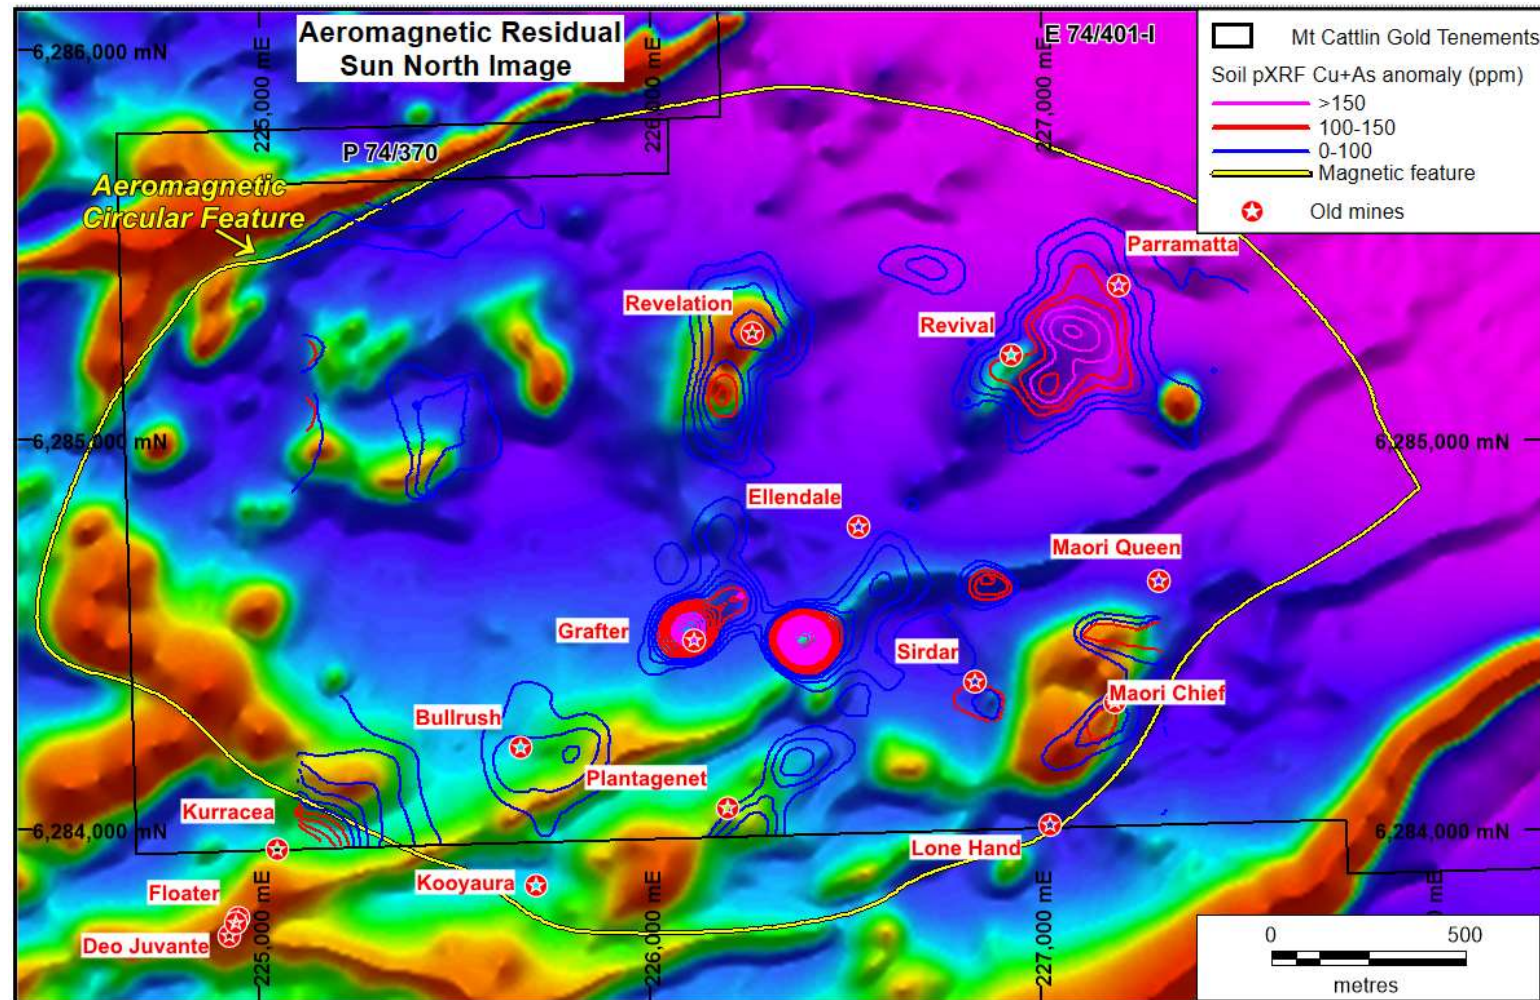 Aeromagnetic Residual
Sun North Image
6,286,000 mN
225,000 mE
226,000 mE
227,000 mE
E 74/401-I
Mt Cattlin Gold Tenements
Soil pXRF Cu+As anomaly (ppm)
>150
100-150
0-100
Magnetic feature
Old mines
P 74/370
Aeromagnetic
Circular Feature
Parramatta
Revelation
Revival
6,285,000 mN
6,285,000 mN
Ellendale
Maori Queen
Grafter
Sirdar
Maori Chief
Bullrush
Plantagenet
Kurracea
6,284,000 mN
6,284,000 mN
Lone Hand
Kooyaura
Floater
Deo Juvante
225,000 mE
226,000 mE
227,000 mE
0 500
metres